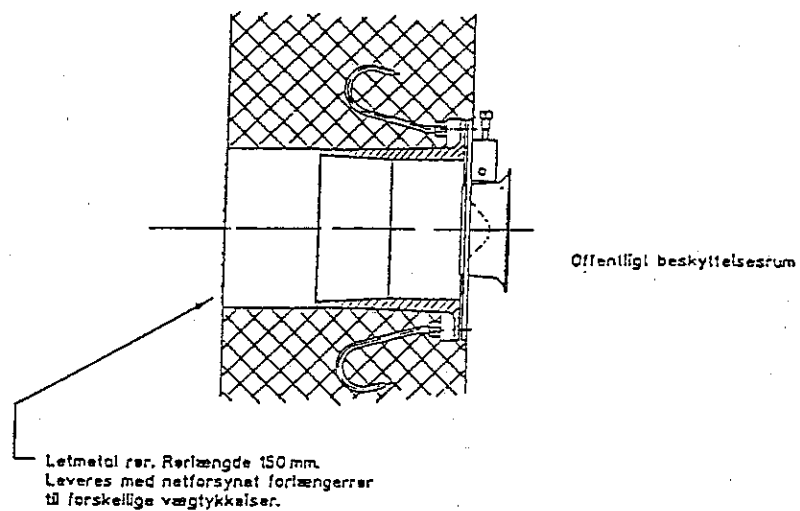 Offentligt beskyttelsesrum
Letmetal rør. Rørlængde 150 mm.
Leveres med netforsynet forlængerrør
til forskellige vægtykkelser.